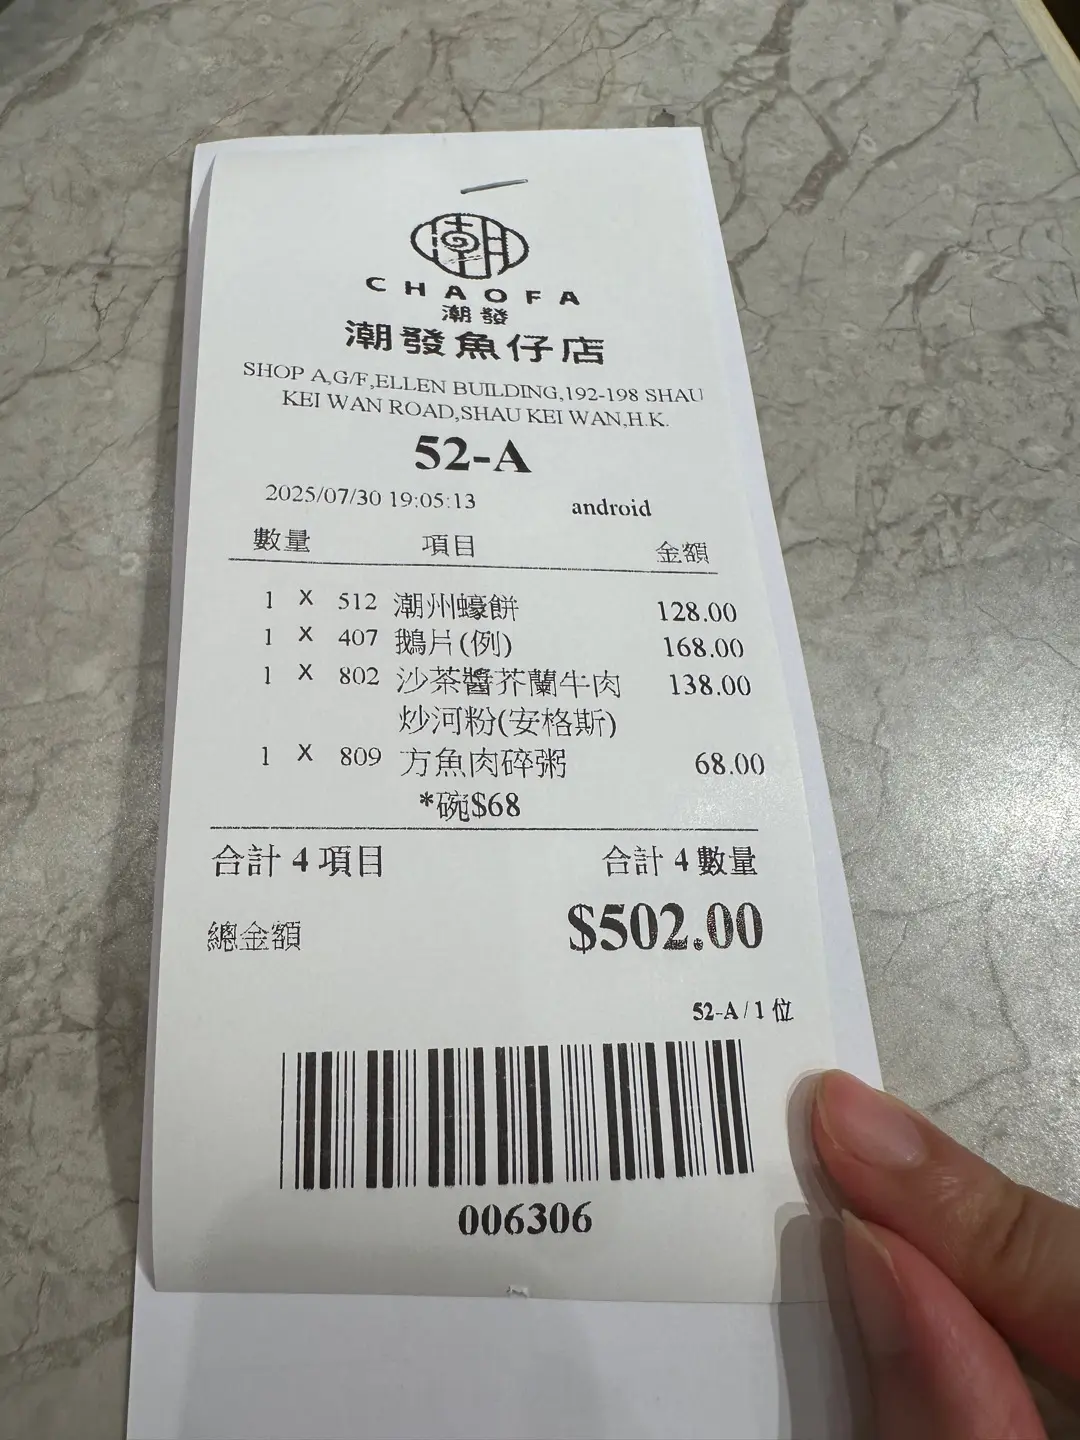 潮
CHAOFA
潮發
潮發魚仔店
SHOP A,G/F,ELLEN BUILDING,192-198 SHAU
KEI WAN ROAD,SHAU KEI WAN,H.K.
52-A
2025/07/30 19:05:13 android
數量 項目 金額
1 X 512 潮州蠔餅 128.00
1 X 407 鵝片(例) 168.00
1 X 802 沙茶醬芥蘭牛肉 138.00
炒河粉(安格斯)
1 X 809 方魚肉碎粥 68.00
*碗$68
合計 4 項目 合計 4 數量
總金額 $502.00
52-A / 1 位
006306